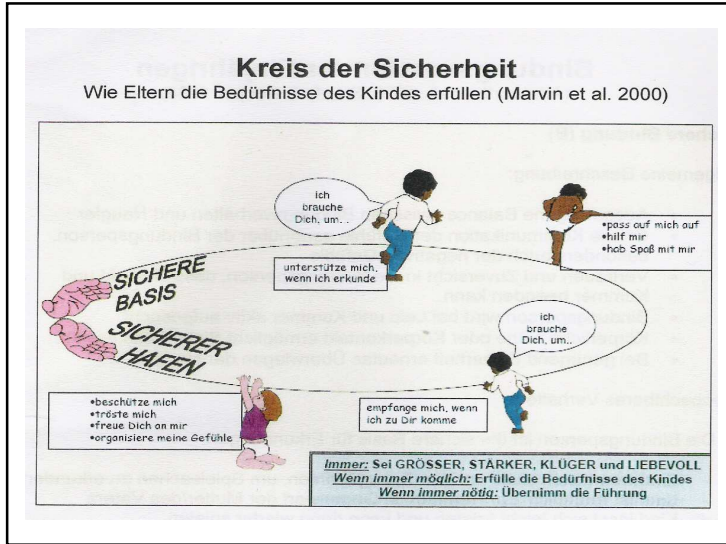 Kreis der Sicherheit
Wie Eltern die Bedürfnisse des Kindes erfüllen (Marvin et al. 2000)
ich
brauche
Dich, um..
unterstütze mich,
wenn ich erkunde
•pass auf mich auf
•hilf mir
•hab Spaß mit mir
SICHERE
BASIS
SICHERER
HAFEN
ich
brauche
Dich, um..
•beschütze mich
•tröste mich
•freue Dich an mir
•organisiere meine Gefühle
empfange mich, wenn
ich zu Dir komme
Immer: Sei GRÖSSER, STÄRKER, KLÜGER und LIEBEVOLL
Wenn immer möglich: Erfülle die Bedürfnisse des Kindes
Wenn immer nötig: Übernimm die Führung